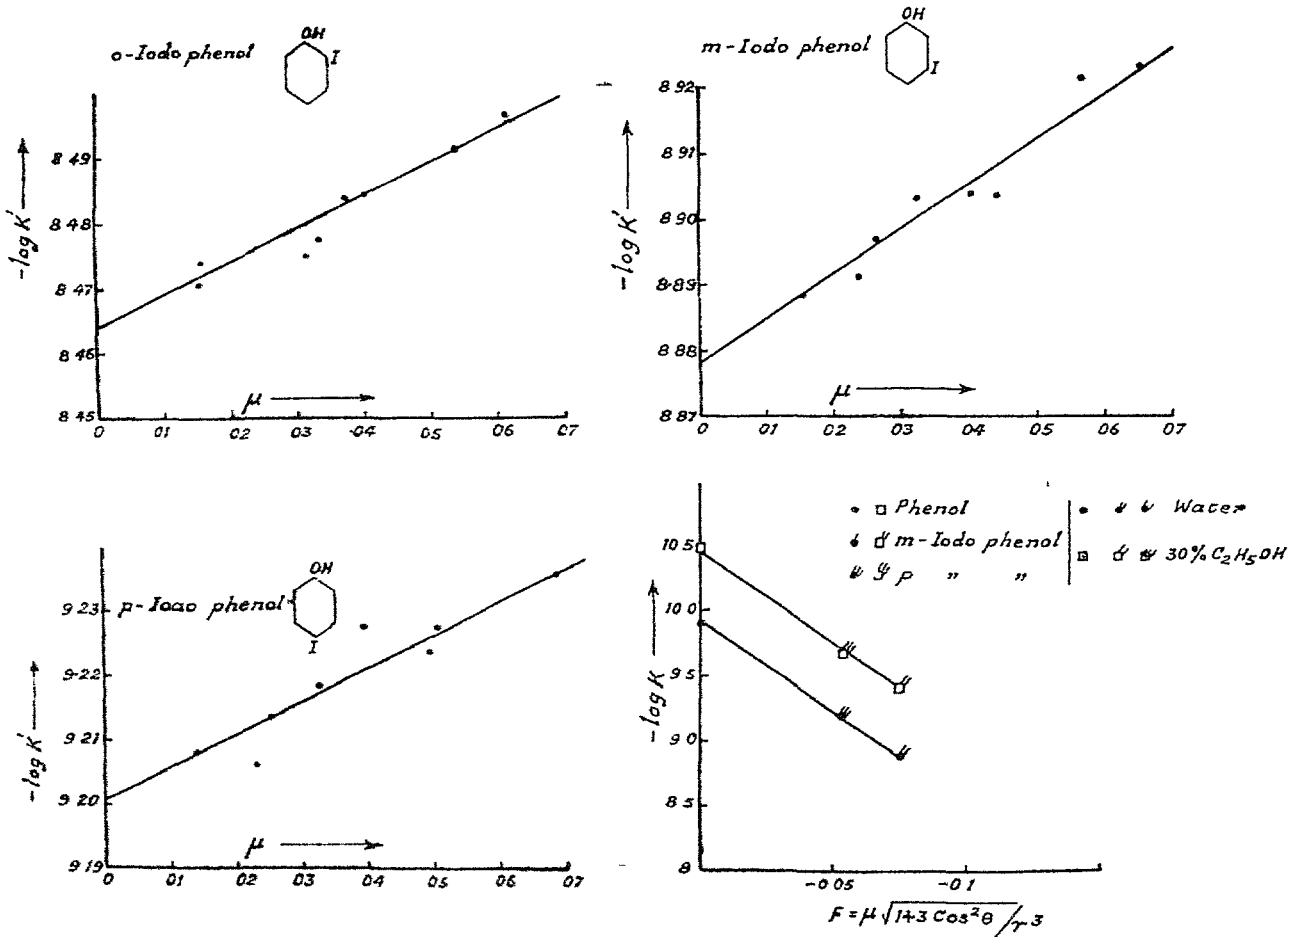 o-Iodo phenol
OH
I
8 49
8 48
8 47
8 46
8 45
-log K'
μ
0 01 02 03 .04 05 06 07
m-Iodo phenol
OH
I
8 92
8 91
8 90
8.89
8 88
8 87
-log K'
μ
0 01 02 03 04 05 06 07
p-Iodo phenol
OH
I
9 23
9.22
9 21
9 20
9 19
-log K'
μ
0 01 02 03 04 05 06 07
Phenol
m-Iodo phenol
p " "
Water
30% C₂H₅OH
10 5
10 0
9 5
9 0
8 5
8
-log K
-0 05 -0 1
F = μ√1+3 Cos²θ/r³